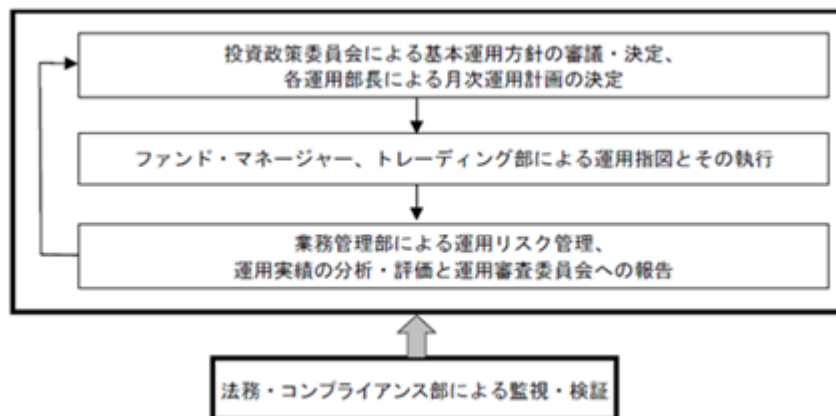 投資政策委員会による基本運用方針の審議・決定、
各運用部長による月次運用計画の決定
ファンド・マネージャー、トレーディング部による運用指図とその執行
業務管理部による運用リスク管理、
運用実績の分析・評価と運用審査委員会への報告
法務・コンプライアンス部による監視・検証